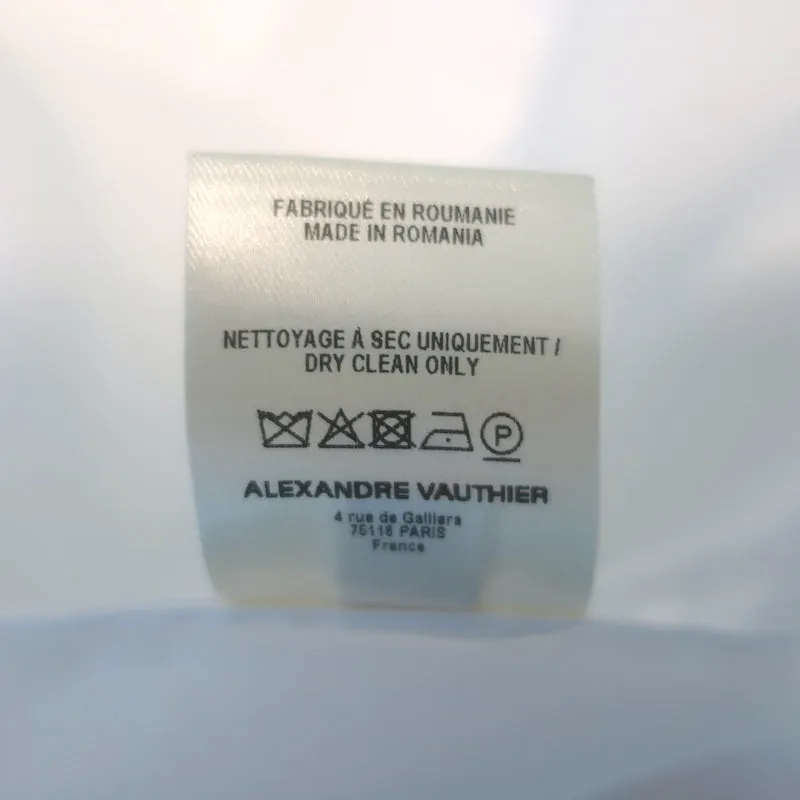 FABRIQUÉ EN ROUMANIE
MADE IN ROMANIA
NETTOYAGE À SEC UNIQUEMENT /
DRY CLEAN ONLY
P
ALEXANDRE VAUTHIER
4 rue de Galliera
75116 PARIS
France